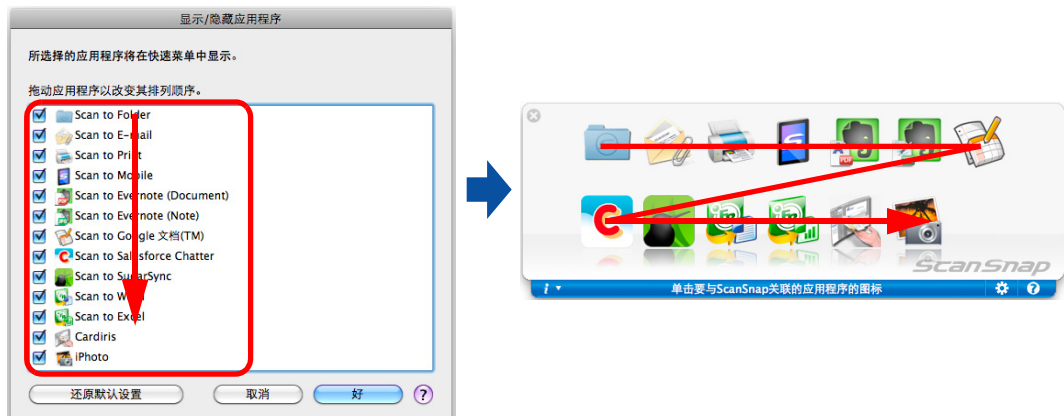 显示/隐藏应用程序
所选择的应用程序将在快速菜单中显示。
拖动应用程序以改变其排列顺序。
Scan to Folder
Scan to E-mail
Scan to Print
Scan to Mobile
Scan to Evernote (Document)
Scan to Evernote (Note)
Scan to Google 文档(TM)
Scan to Salesforce Chatter
Scan to SugarSync
Scan to Word
Scan to Excel
Cardiris
iPhoto
还原默认设置 取消 好 ?
PDF
ScanSnap
i 单击要与ScanSnap关联的应用程序的图标 ?